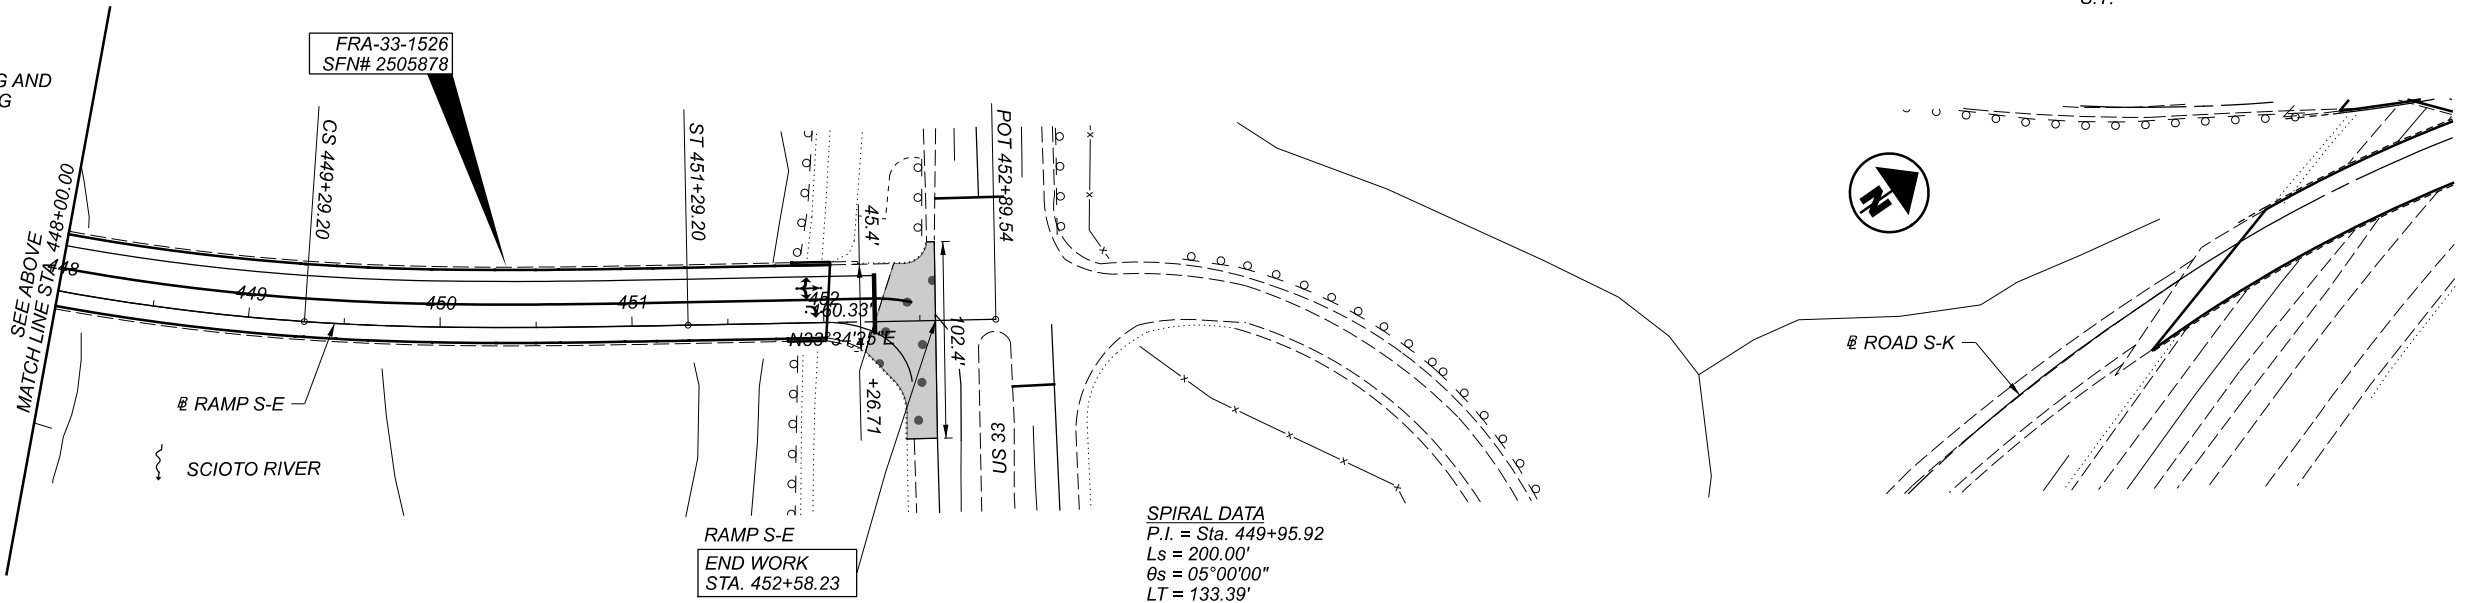 S.T.
FRA-33-1526
SFN# 2505878
G AND
G
CS 449+29.20
ST 451+29.20
POT 452+89.54
SEE ABOVE
MATCH LINE STA. 448+00.00
448
449
450
451
452
45.4'
160.33'
N33°34'25"E
102.4'
+26.71
N
℄ ROAD S-K
℄ RAMP S-E
SCIOTO RIVER
US 33
RAMP S-E
END WORK
STA. 452+58.23
SPIRAL DATA
P.I. = Sta. 449+95.92
Ls = 200.00'
θs = 05°00'00"
LT = 133.39'